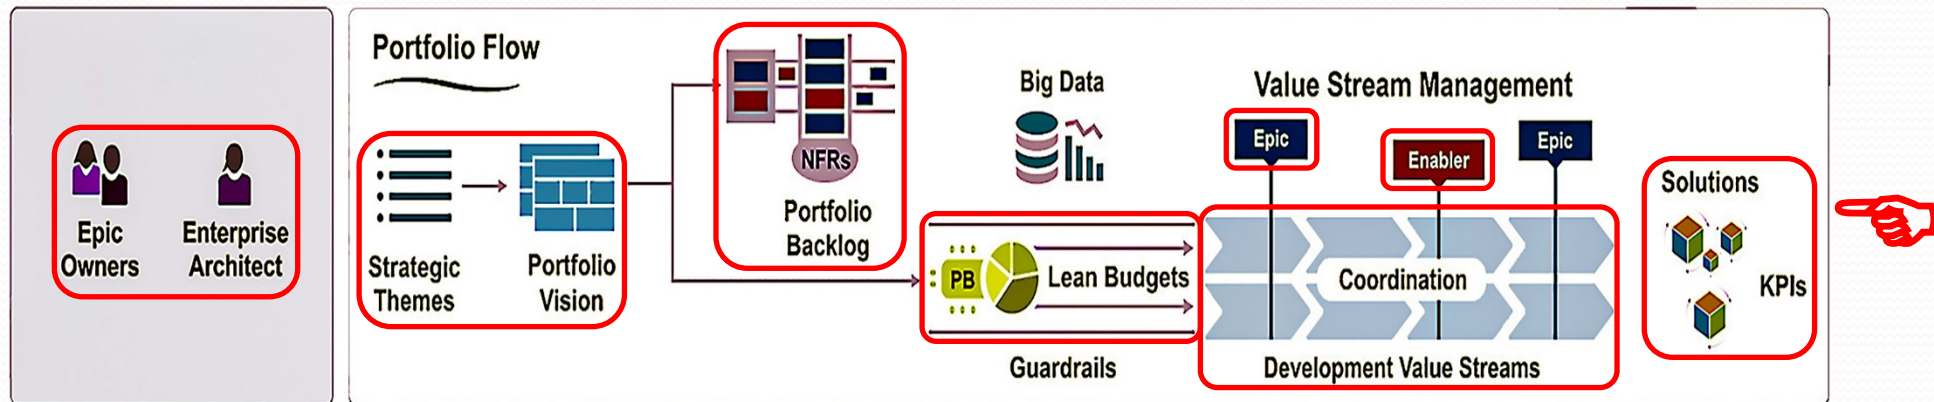 Epic
Owners
Enterprise
Architect
Portfolio Flow
Strategic
Themes
Portfolio
Vision
NFRs
Portfolio
Backlog
Big Data
PB
Lean Budgets
Guardrails
Value Stream Management
Epic
Enabler
Epic
Coordination
Development Value Streams
Solutions
KPIs